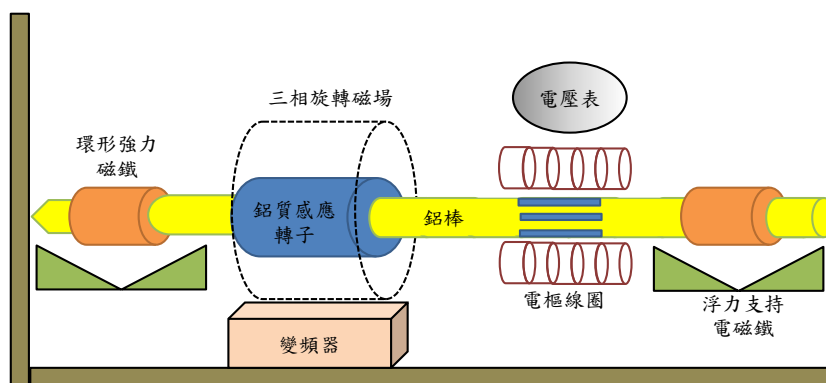 電壓表
三相旋轉磁場
環形強力
磁鐵
鋁質感應
轉子
鋁棒
電樞線圈
浮力支持
電磁鐵
變頻器